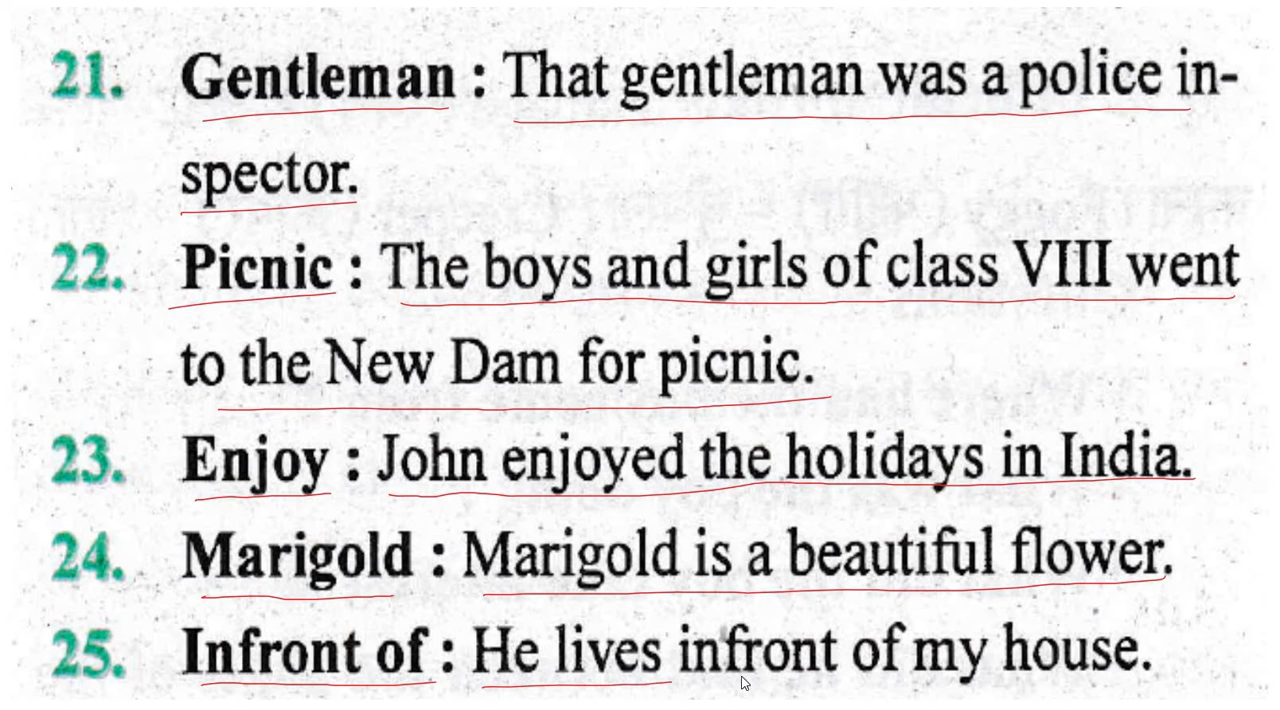 21. Gentleman : That gentleman was a police in-
spector.
22. Picnic : The boys and girls of class VIII went
to the New Dam for picnic.
23. Enjoy : John enjoyed the holidays in India.
24. Marigold : Marigold is a beautiful flower.
25. Infront of : He lives infront of my house.